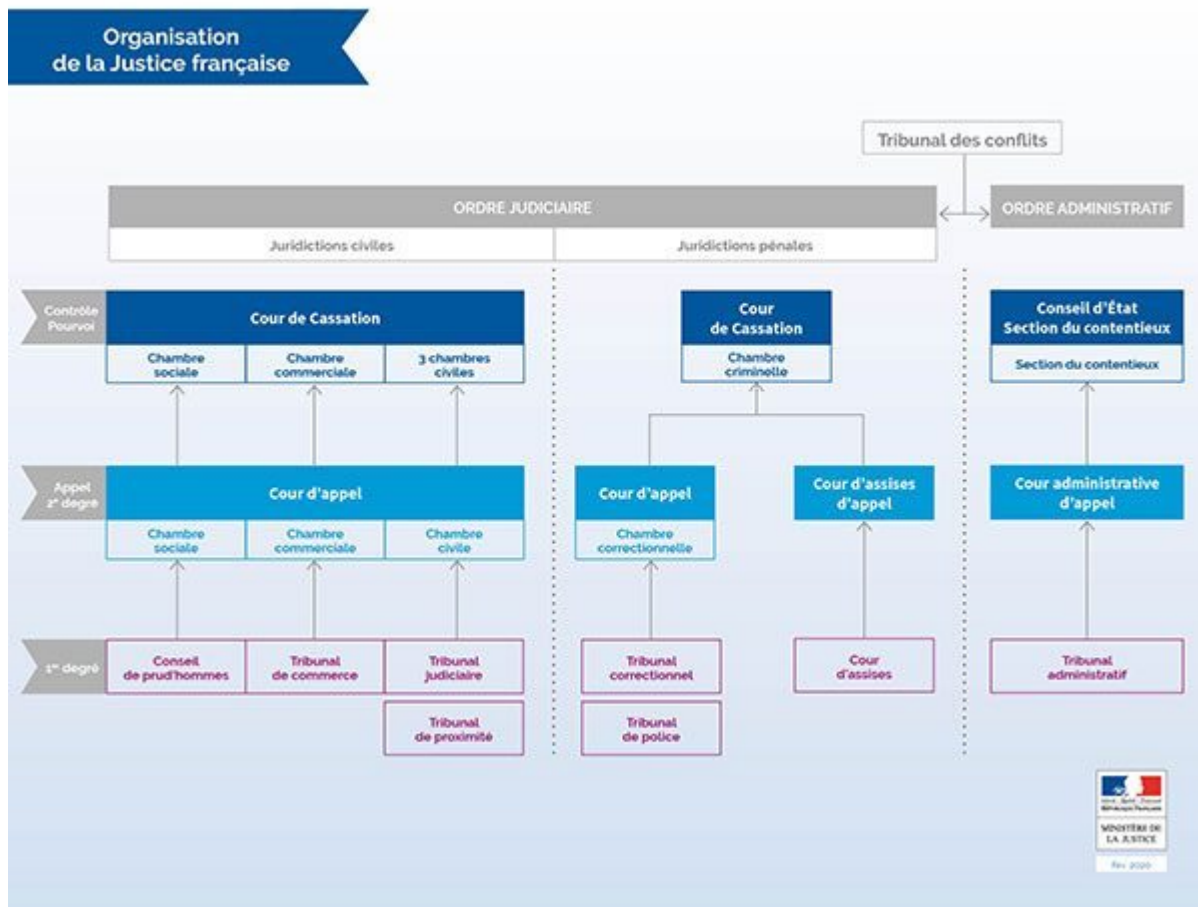 Organisation
de la Justice française
Tribunal des conflits
ORDRE JUDICIAIRE
ORDRE ADMINISTRATIF
Juridictions civiles
Juridictions pénales
Contrôle
Pourvoi
Cour de Cassation
Chambre
sociale
Chambre
commerciale
3 chambres
civiles
Cour
de Cassation
Chambre
criminelle
Conseil d'État
Section du contentieux
Section du contentieux
Appel
2e degré
Cour d'appel
Chambre
sociale
Chambre
commerciale
Chambre
civile
Cour d'appel
Chambre
correctionnelle
Cour d'assises
d'appel
Cour administrative
d'appel
1er degré
Conseil
de prud'hommes
Tribunal
de commerce
Tribunal
judiciaire
Tribunal
de proximité
Tribunal
correctionnel
Tribunal
de police
Cour
d'assises
Tribunal
administratif
MINISTÈRE DE
LA JUSTICE